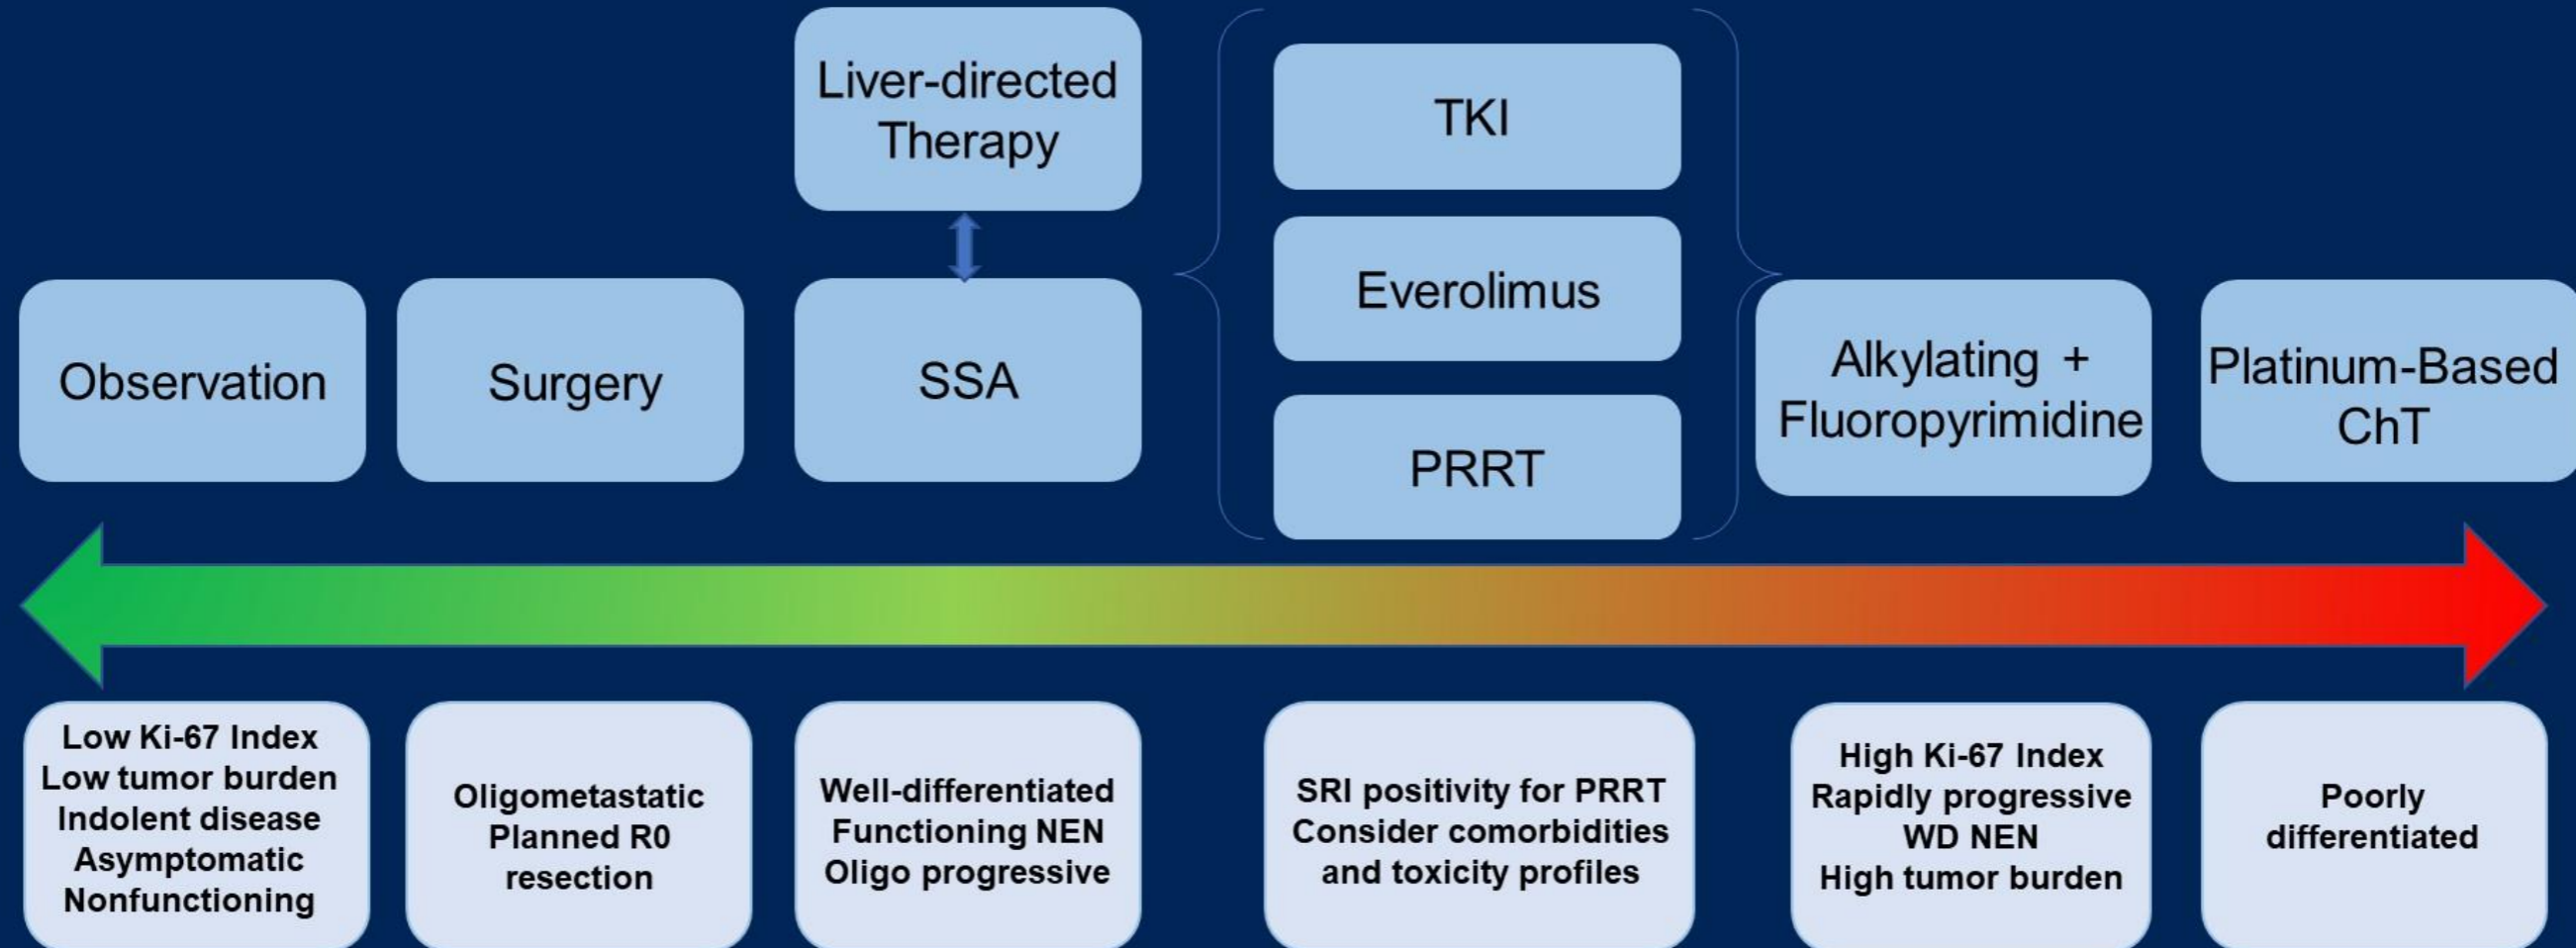 Liver-directed
Therapy
TKI
Everolimus
PRRT
Observation
Surgery
SSA
Alkylating +
Fluoropyrimidine
Platinum-Based
ChT
Low Ki-67 Index
Low tumor burden
Indolent disease
Asymptomatic
Nonfunctioning
Oligometastatic
Planned R0
resection
Well-differentiated
Functioning NEN
Oligo progressive
SRI positivity for PRRT
Consider comorbidities
and toxicity profiles
High Ki-67 Index
Rapidly progressive
WD NEN
High tumor burden
Poorly
differentiated